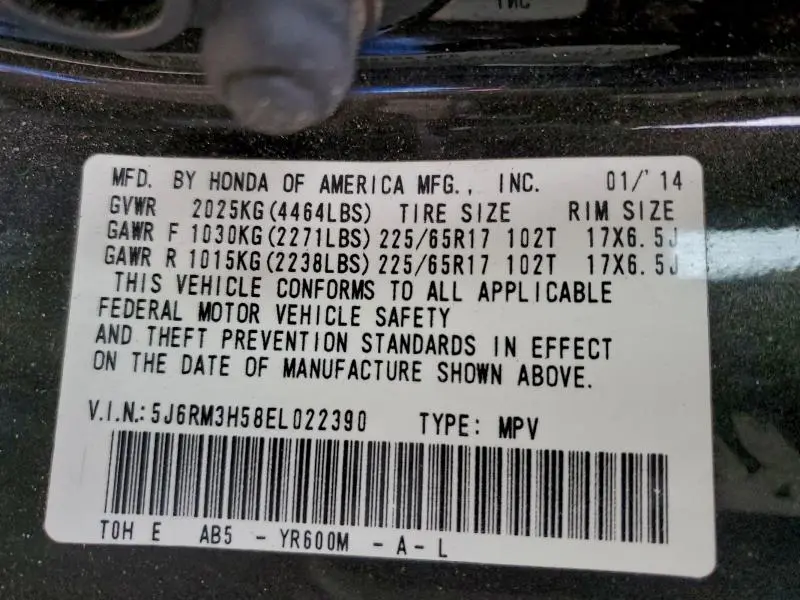 INC
MFD. BY HONDA OF AMERICA MFG., INC. 01/'14
GVWR 2025KG(4464LBS) TIRE SIZE RIM SIZE
GAWR F 1030KG(2271LBS) 225/65R17 102T 17X6.5J
GAWR R 1015KG(2238LBS) 225/65R17 102T 17X6.5J
THIS VEHICLE CONFORMS TO ALL APPLICABLE
FEDERAL MOTOR VEHICLE SAFETY
AND THEFT PREVENTION STANDARDS IN EFFECT
ON THE DATE OF MANUFACTURE SHOWN ABOVE.
V.I.N.: 5J6RM3H58EL022390 TYPE: MPV
TOH E AB5 - YR600M - A - L